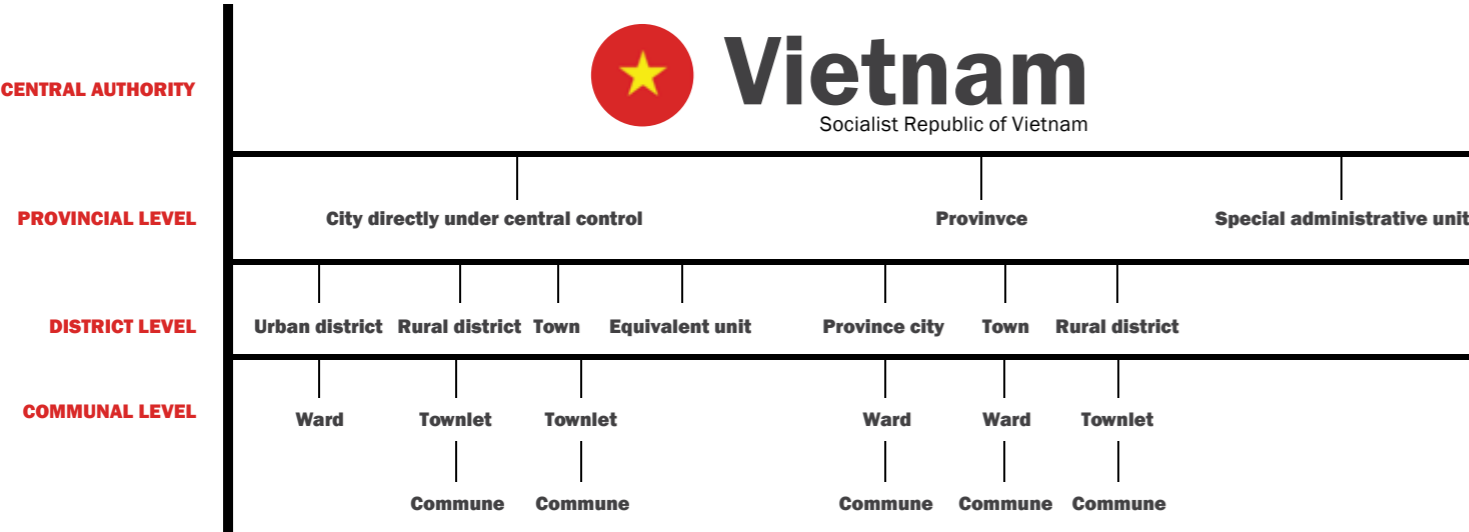 CENTRAL AUTHORITY
Vietnam
Socialist Republic of Vietnam
PROVINCIAL LEVEL
City directly under central control
Provinvce
Special administrative unit
DISTRICT LEVEL
Urban district
Rural district
Town
Equivalent unit
Province city
Town
Rural district
COMMUNAL LEVEL
Ward
Townlet
Townlet
Ward
Ward
Townlet
Commune
Commune
Commune
Commune
Commune